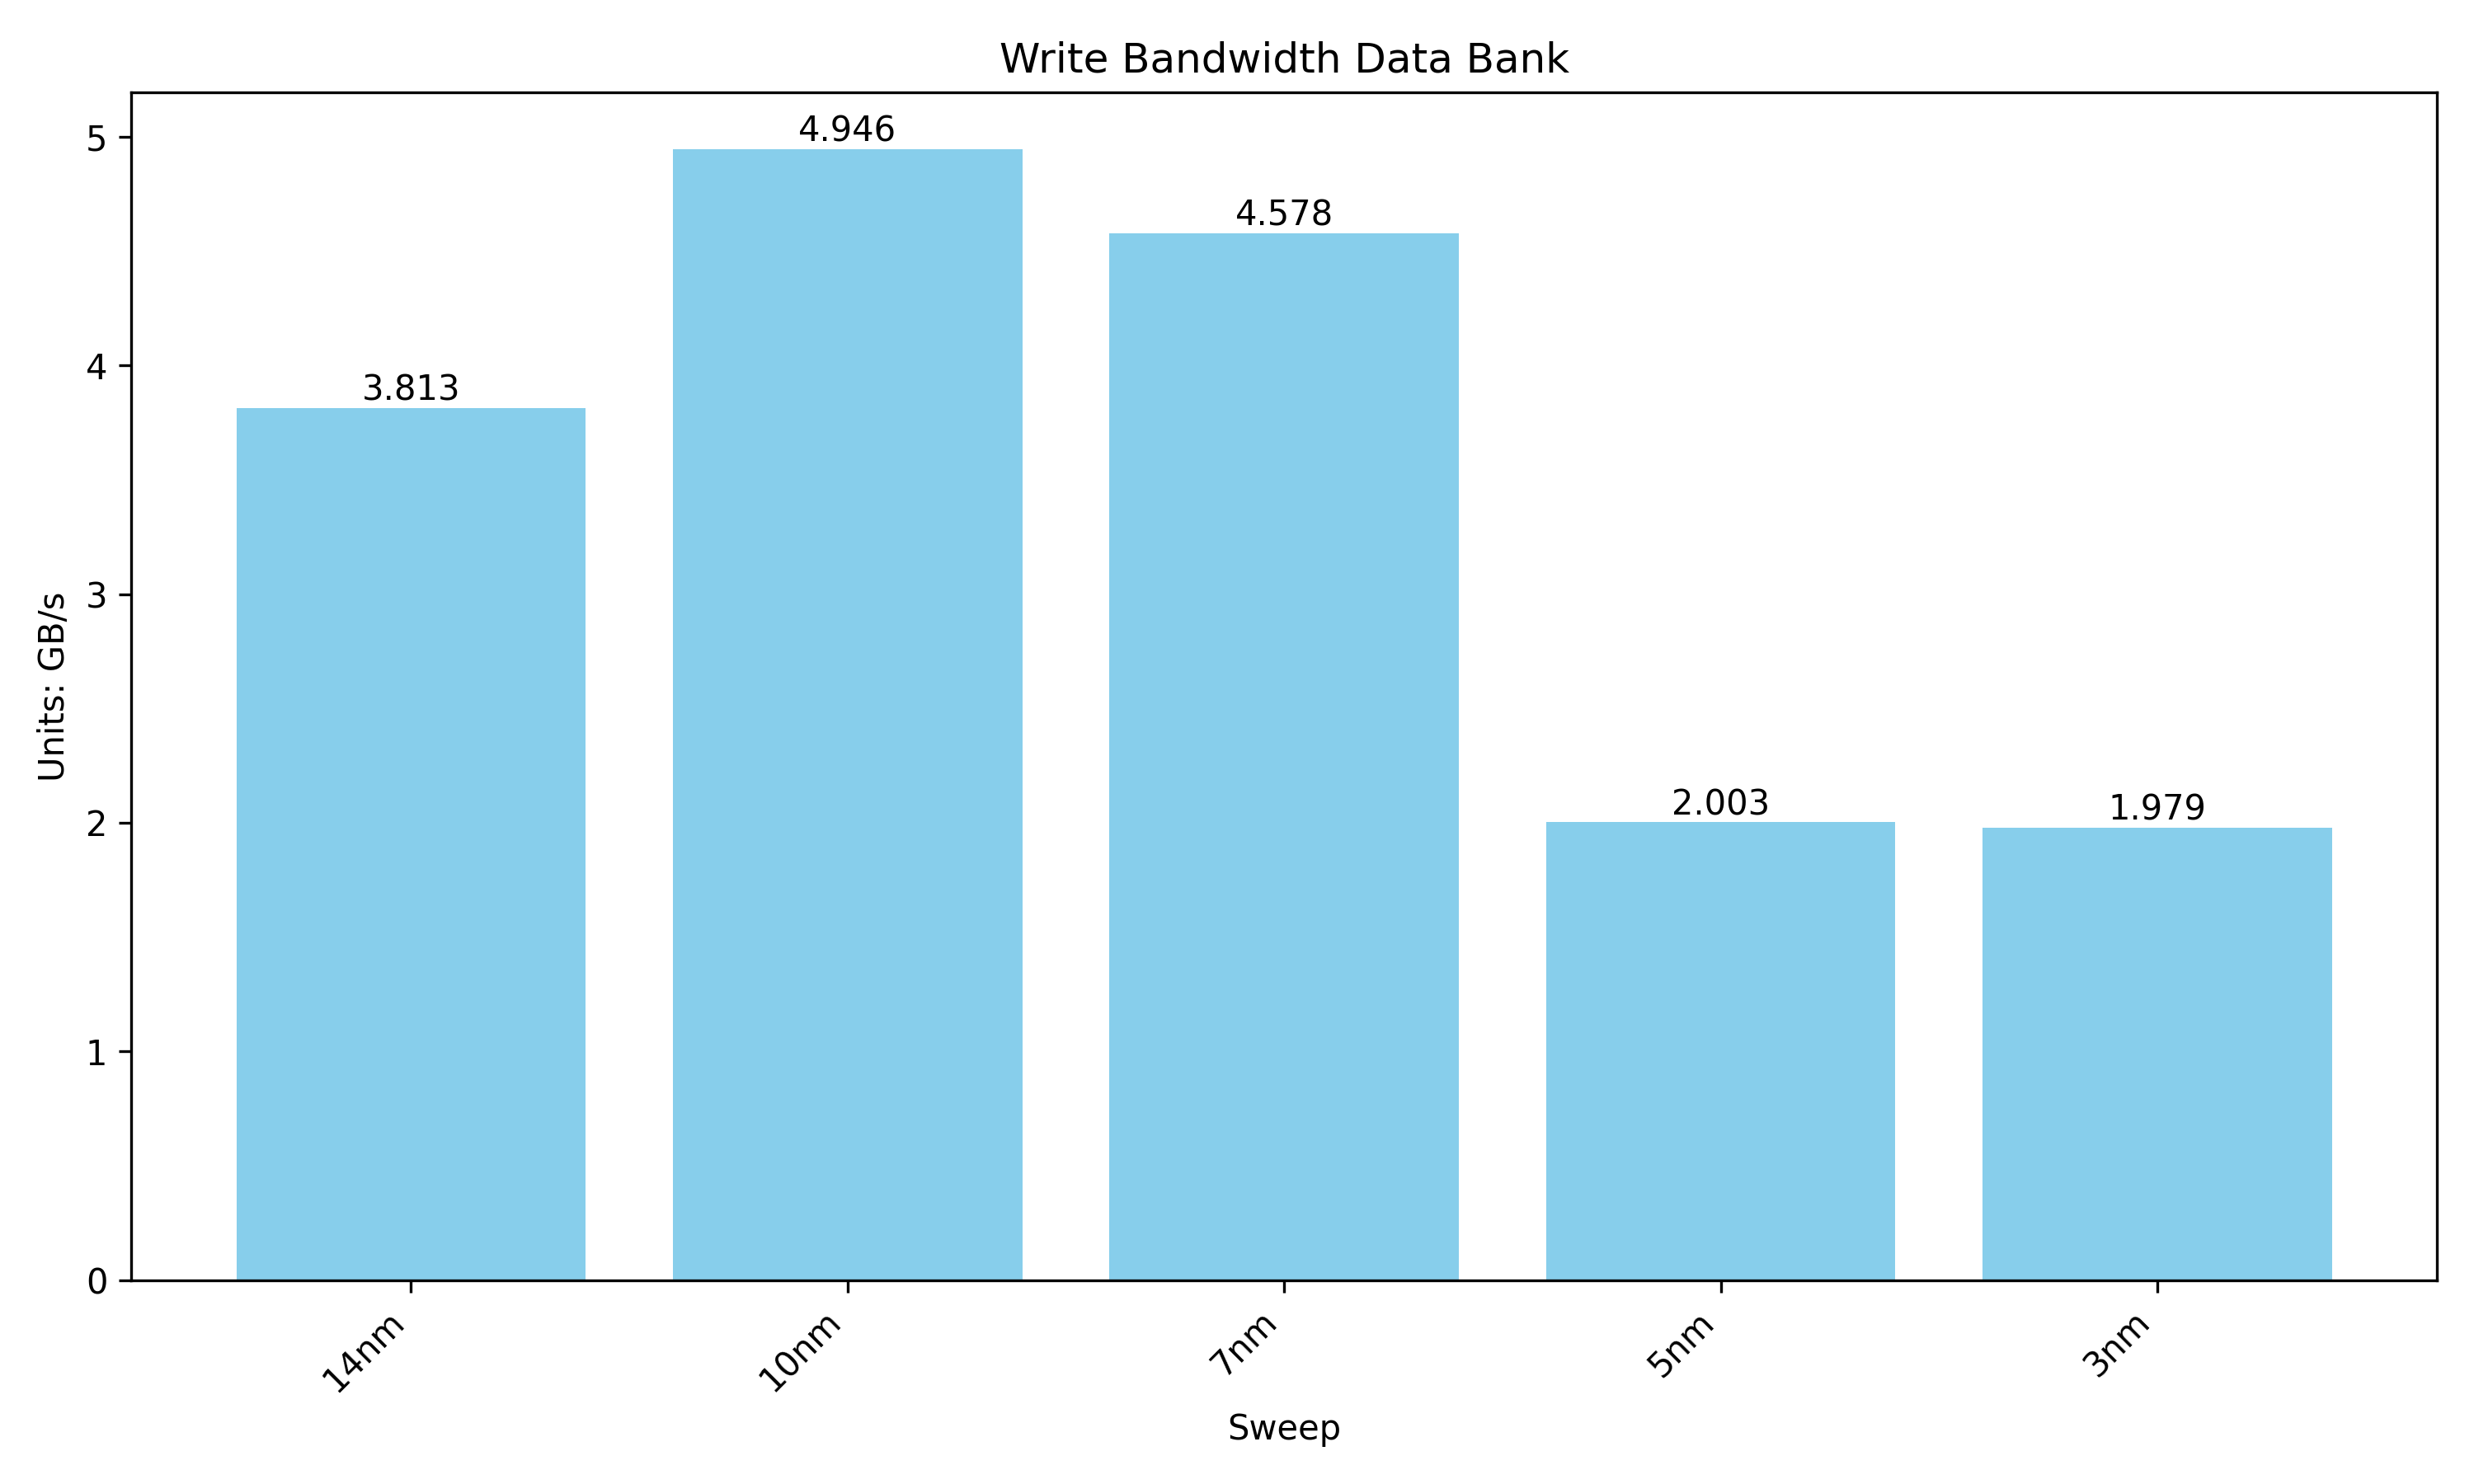 Write Bandwidth Data Bank
Units: GB/s
5
4
3
2
1
0
3.813
4.946
4.578
2.003
1.979
14nm
10nm
7nm
5nm
3nm
Sweep